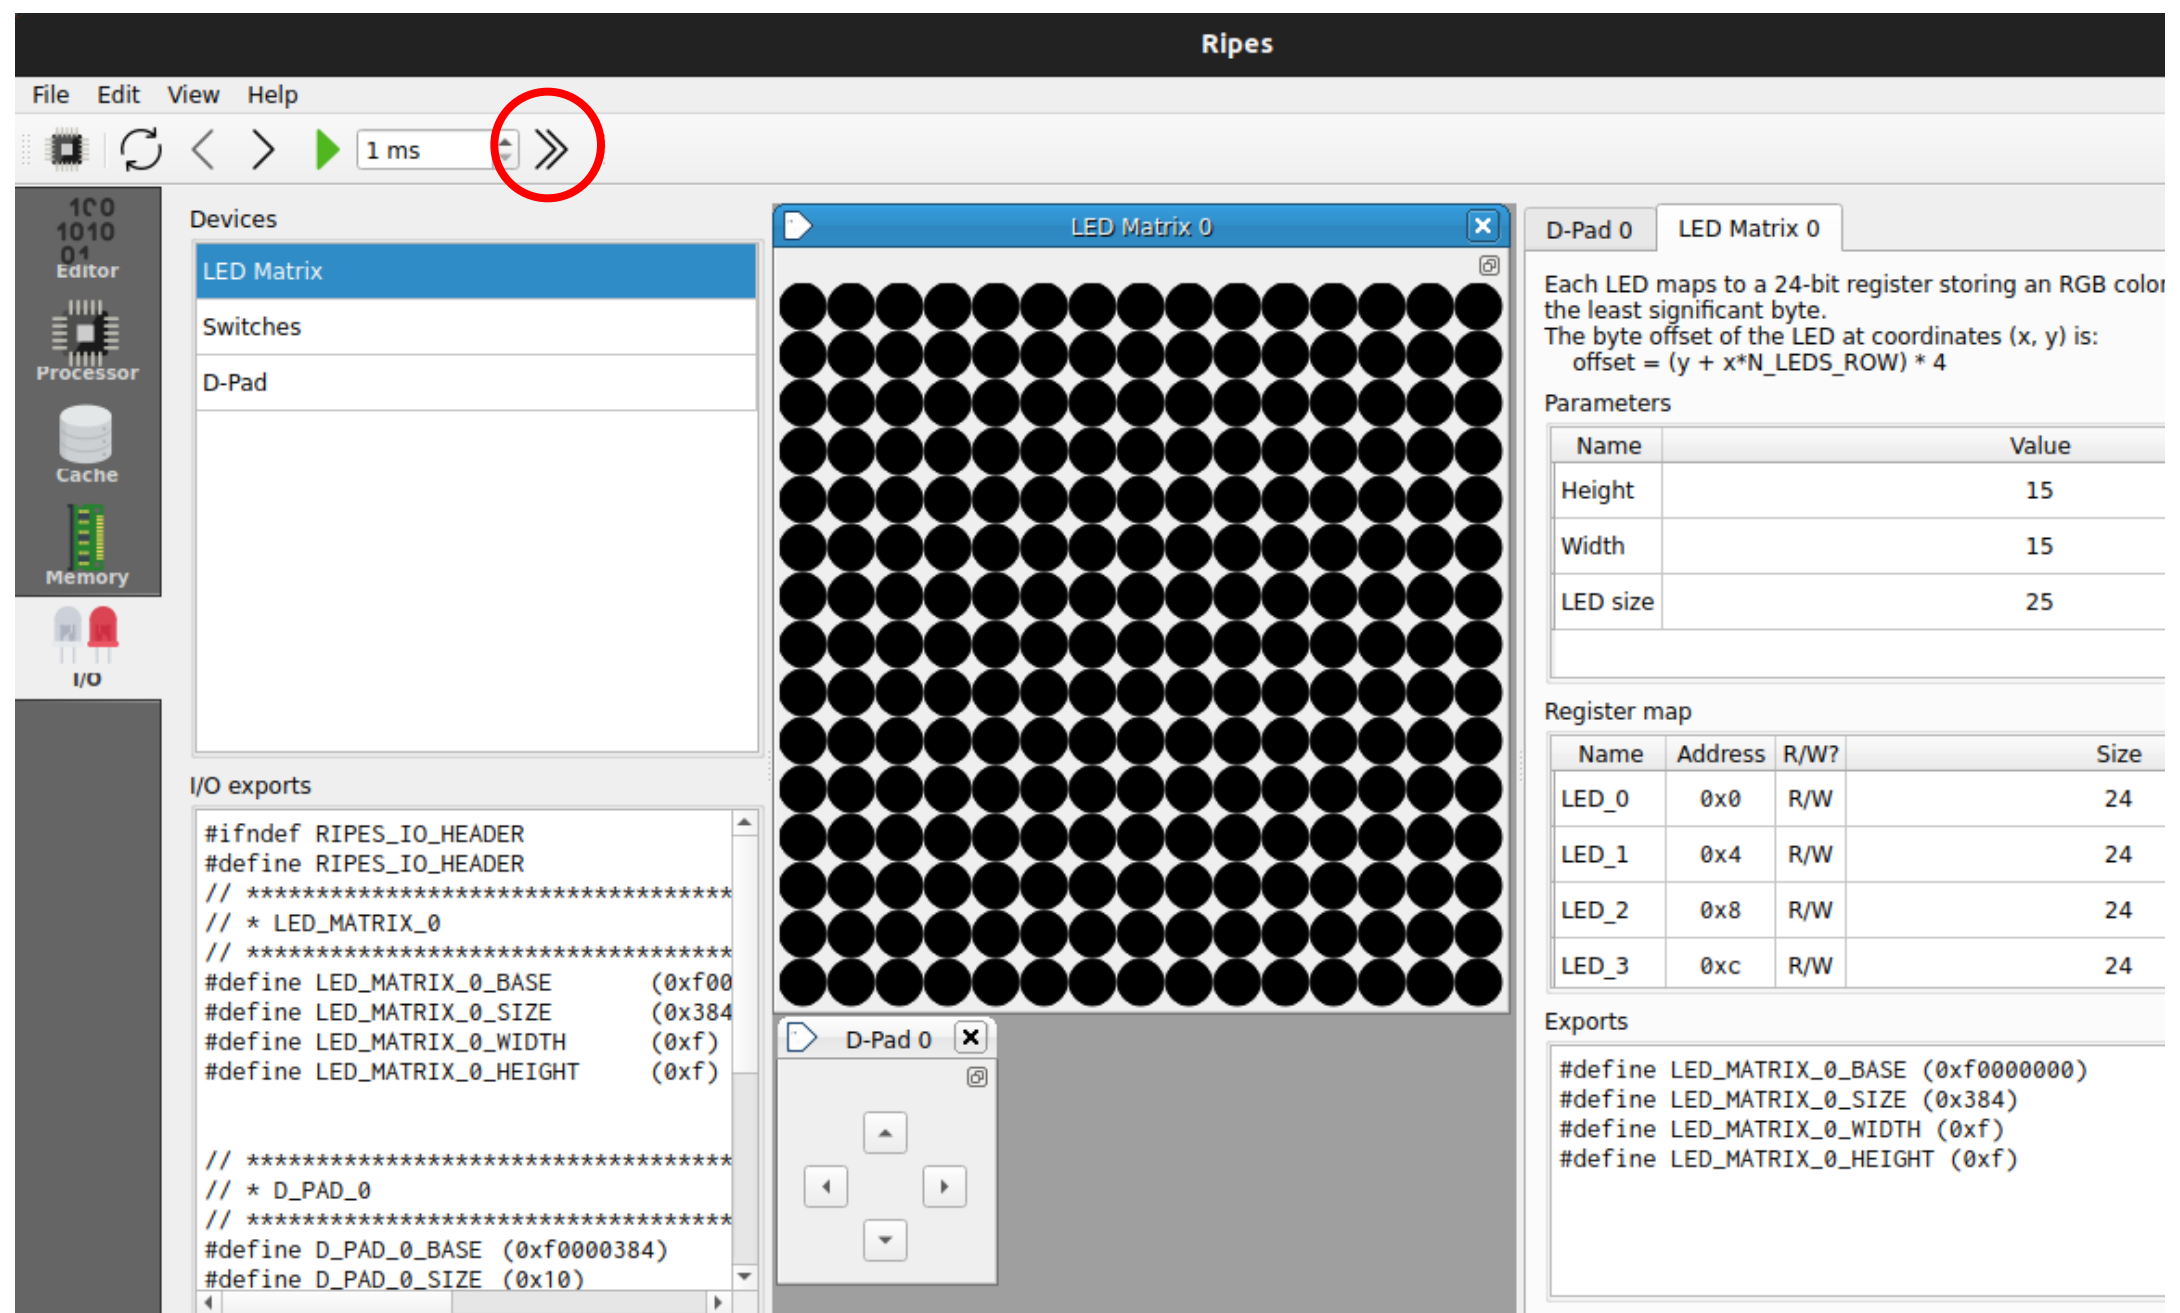 Ripes
File Edit View Help
1 ms
Editor
Processor
Cache
Memory
I/O
Devices
LED Matrix
Switches
D-Pad
I/O exports
#ifndef RIPES_IO_HEADER
#define RIPES_IO_HEADER
// ***********************************
// * LED_MATRIX_0
// ***********************************
#define LED_MATRIX_0_BASE (0xf00
#define LED_MATRIX_0_SIZE (0x384
#define LED_MATRIX_0_WIDTH (0xf)
#define LED_MATRIX_0_HEIGHT (0xf)
// ***********************************
// * D_PAD_0
// ***********************************
#define D_PAD_0_BASE (0xf0000384)
#define D_PAD_0_SIZE (0x10)
LED Matrix 0
D-Pad 0
D-Pad 0 LED Matrix 0
Each LED maps to a 24-bit register storing an RGB color
the least significant byte.
The byte offset of the LED at coordinates (x, y) is:
offset = (y + x*N_LEDS_ROW) * 4
Parameters
Name Value
Height 15
Width 15
LED size 25
Register map
Name Address R/W? Size
LED_0 0x0 R/W 24
LED_1 0x4 R/W 24
LED_2 0x8 R/W 24
LED_3 0xc R/W 24
Exports
#define LED_MATRIX_0_BASE (0xf0000000)
#define LED_MATRIX_0_SIZE (0x384)
#define LED_MATRIX_0_WIDTH (0xf)
#define LED_MATRIX_0_HEIGHT (0xf)